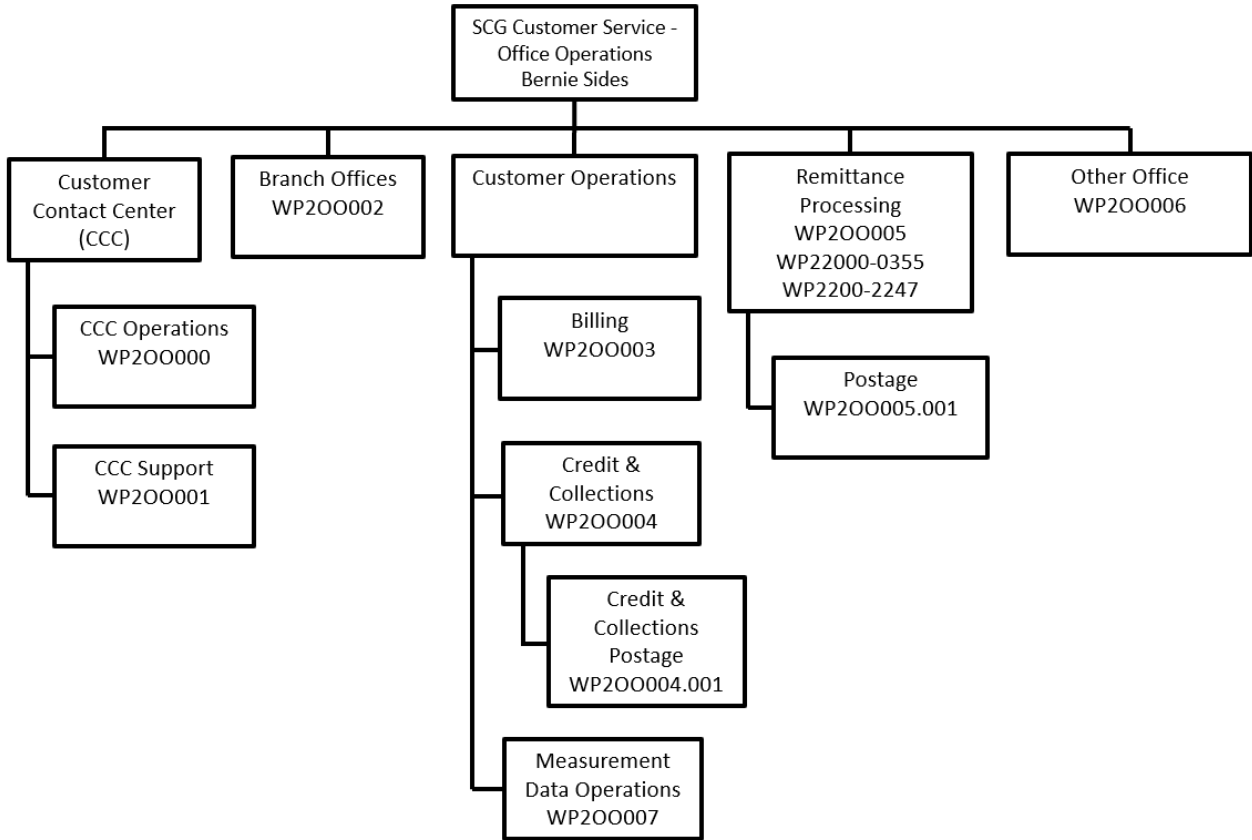 SCG Customer Service -
Office Operations
Bernie Sides
Customer
Contact Center
(CCC)
Branch Offices
WP2OO002
Customer Operations
Remittance
Processing
WP2OO005
WP22000-0355
WP2200-2247
Other Office
WP2OO006
CCC Operations
WP2OO000
CCC Support
WP2OO001
Billing
WP2OO003
Credit &
Collections
WP2OO004
Credit &
Collections
Postage
WP2OO004.001
Measurement
Data Operations
WP2OO007
Postage
WP2OO005.001